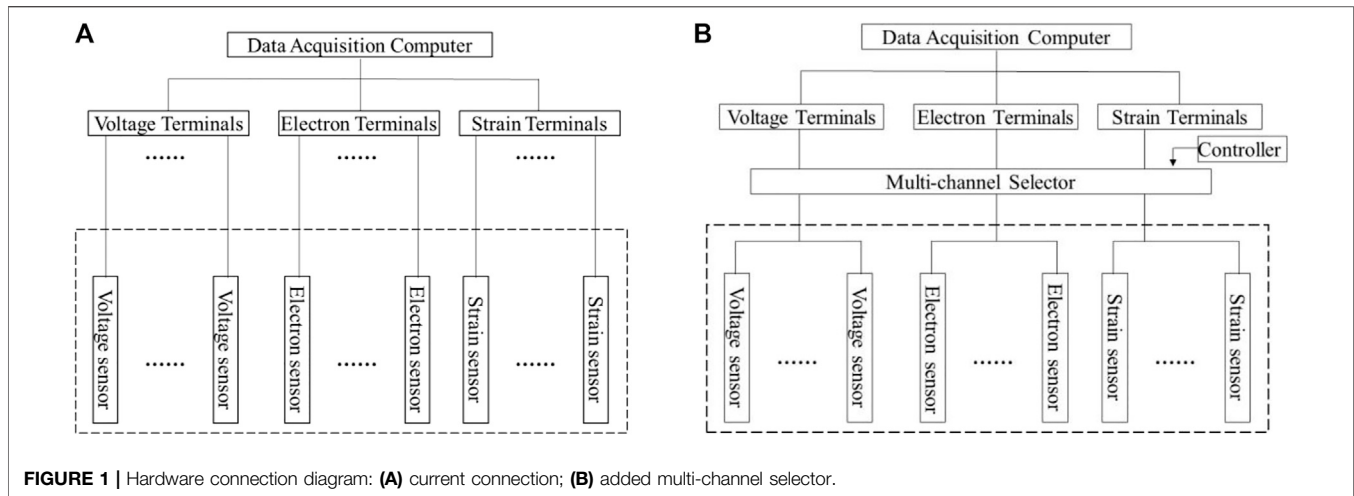 A
Data Acquisition Computer
Voltage Terminals
Electron Terminals
Strain Terminals
......
......
......
Voltage sensor
......
Voltage sensor
Electron sensor
......
Electron sensor
Strain sensor
......
Strain sensor
B
Data Acquisition Computer
Voltage Terminals
Electron Terminals
Strain Terminals
Controller
Multi-channel Selector
Voltage sensor
......
Voltage sensor
Electron sensor
......
Electron sensor
Strain sensor
......
Strain sensor
FIGURE 1 | Hardware connection diagram: (A) current connection; (B) added multi-channel selector.